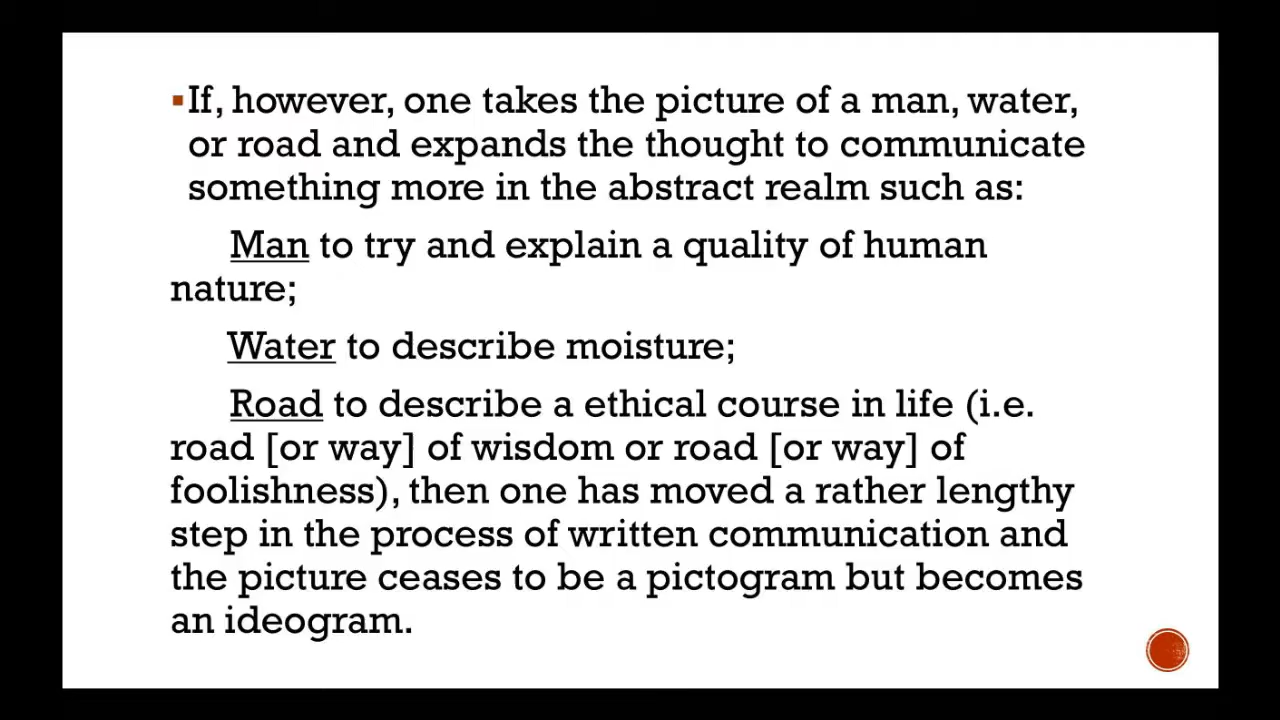 ▪If, however, one takes the picture of a man, water,
or road and expands the thought to communicate
something more in the abstract realm such as:
Man to try and explain a quality of human
nature;
Water to describe moisture;
Road to describe a ethical course in life (i.e.
road [or way] of wisdom or road [or way] of
foolishness), then one has moved a rather lengthy
step in the process of written communication and
the picture ceases to be a pictogram but becomes
an ideogram.